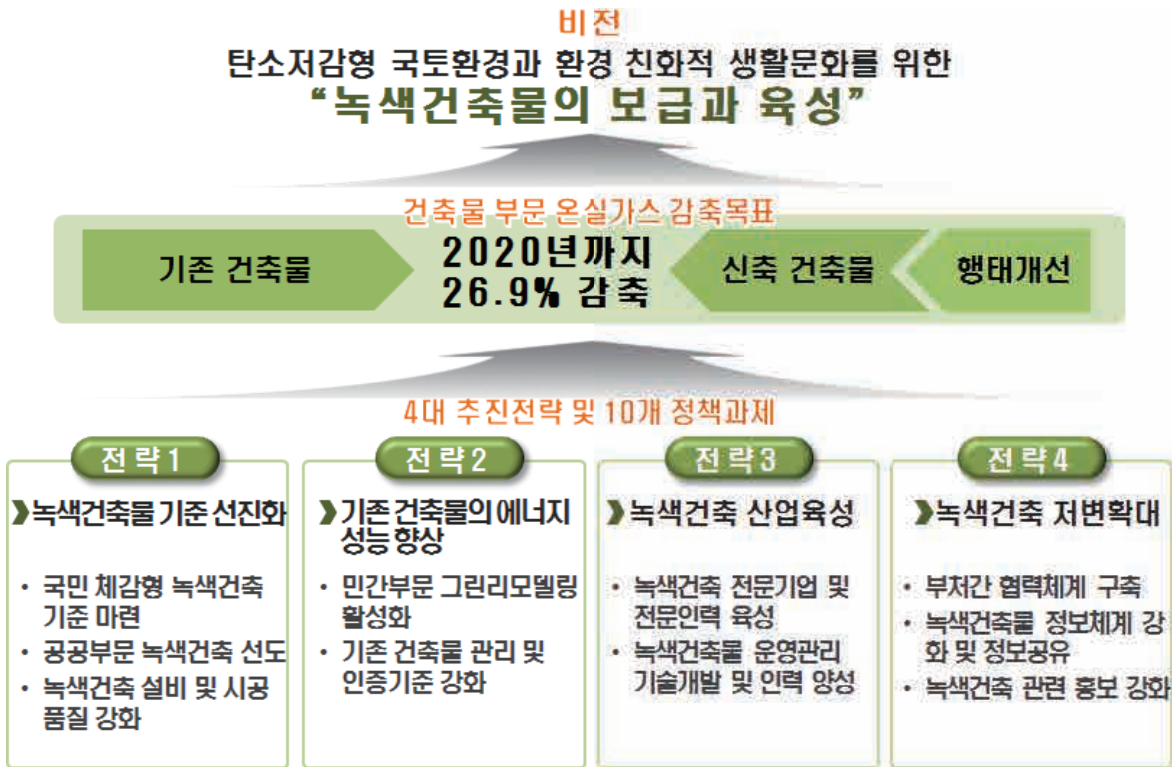 비전
탄소저감형 국토환경과 환경 친화적 생활문화를 위한
“녹색건축물의 보급과 육성”
건축물 부문 온실가스 감축목표
기존 건축물
2020년까지
26.9% 감축
신축 건축물
행태개선
4대 추진전략 및 10개 정책과제
전략1
❱녹색건축물 기준 선진화
• 국민 체감형 녹색건축
기준 마련
• 공공부문 녹색건축 선도
• 녹색건축 설비 및 시공
품질 강화
전략2
❱기존 건축물의 에너지
성능 향상
• 민간부문 그린리모델링
활성화
• 기존 건축물 관리 및
인증기준 강화
전략3
❱녹색건축 산업육성
• 녹색건축 전문기업 및
전문인력 육성
• 녹색건축물 운영관리
기술개발 및 인력 양성
전략4
❱녹색건축 저변확대
• 부처간 협력체계 구축
• 녹색건축물 정보체계 강
화 및 정보공유
• 녹색건축 관련 홍보 강화